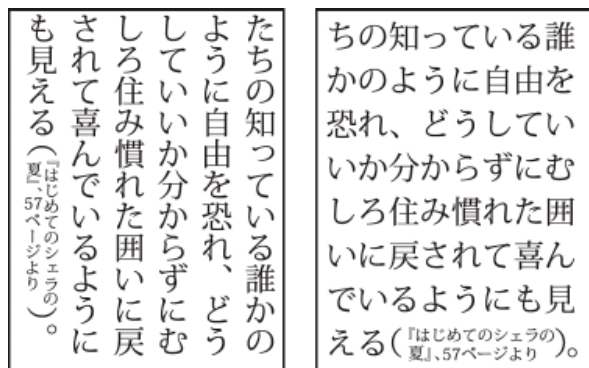 たちの知っている誰かの
ように自由を恐れ、どう
していいか分からずにむ
しろ住み慣れた囲いに戻
されて喜んでいるように
も見える(『はじめてのシェラの
夏』、57ページより)。
ちの知っている誰
かのように自由を
恐れ、どうしてい
いか分からずにむ
しろ住み慣れた囲
いに戻されて喜ん
でいるようにも見
える(『はじめてのシェラの
夏』、57ページより)。